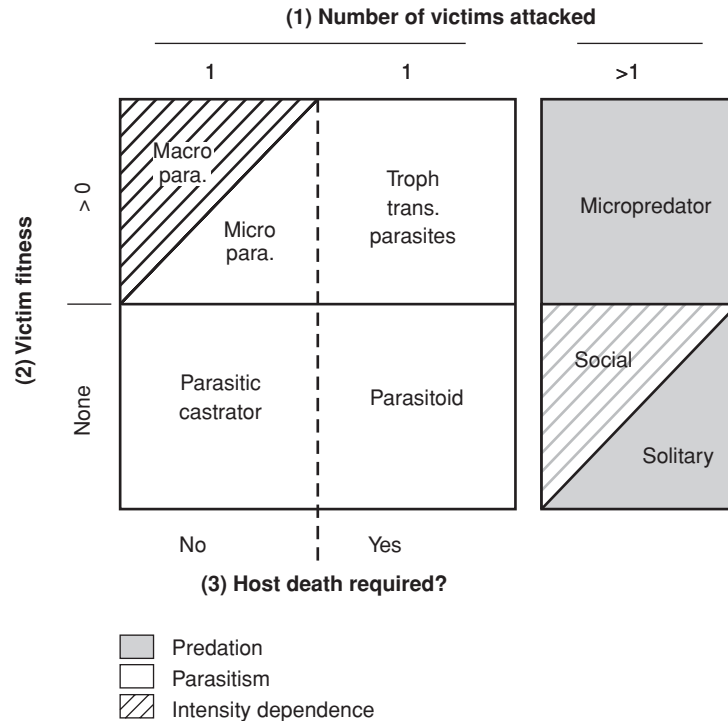 (1) Number of victims attacked
1 1 >1
(2) Victim fitness
> 0
None
Macro
para.
Micro
para.
Troph
trans.
parasites
Micropredator
Parasitic
castrator
Parasitoid
Social
Solitary
No Yes
(3) Host death required?
Predation
Parasitism
Intensity dependence